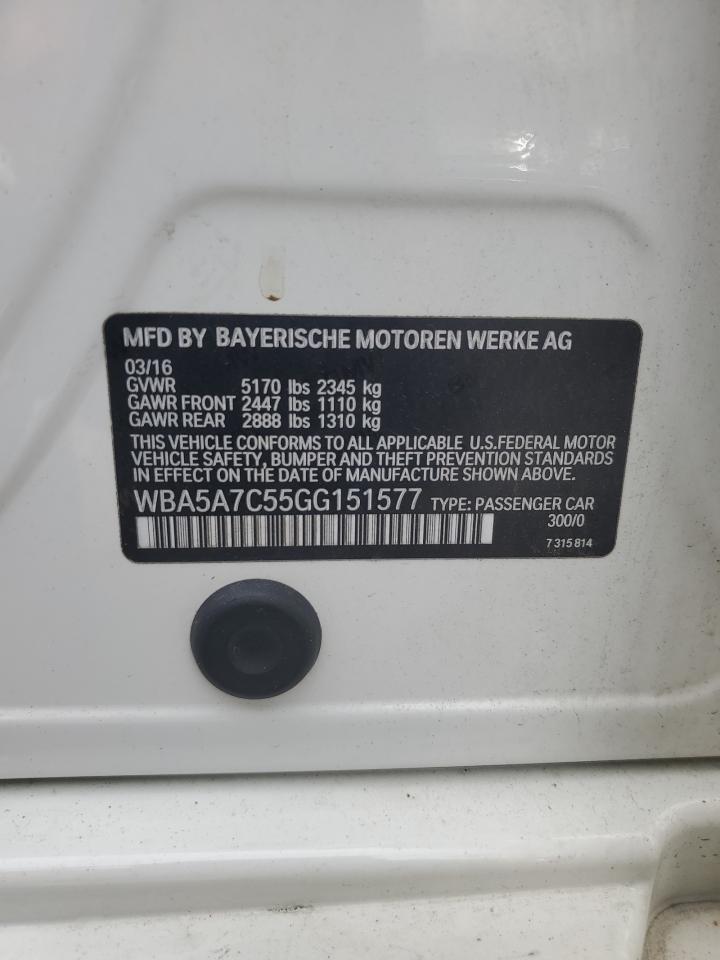 MFD BY BAYERISCHE MOTOREN WERKE AG
03/16
GVWR 5170 lbs 2345 kg
GAWR FRONT 2447 lbs 1110 kg
GAWR REAR 2888 lbs 1310 kg
THIS VEHICLE CONFORMS TO ALL APPLICABLE U.S.FEDERAL MOTOR
VEHICLE SAFETY, BUMPER AND THEFT PREVENTION STANDARDS
IN EFFECT ON THE DATE OF MANUFACTURE SHOWN ABOVE.
WBA5A7C55GG151577 TYPE: PASSENGER CAR
300/0
7 315 814